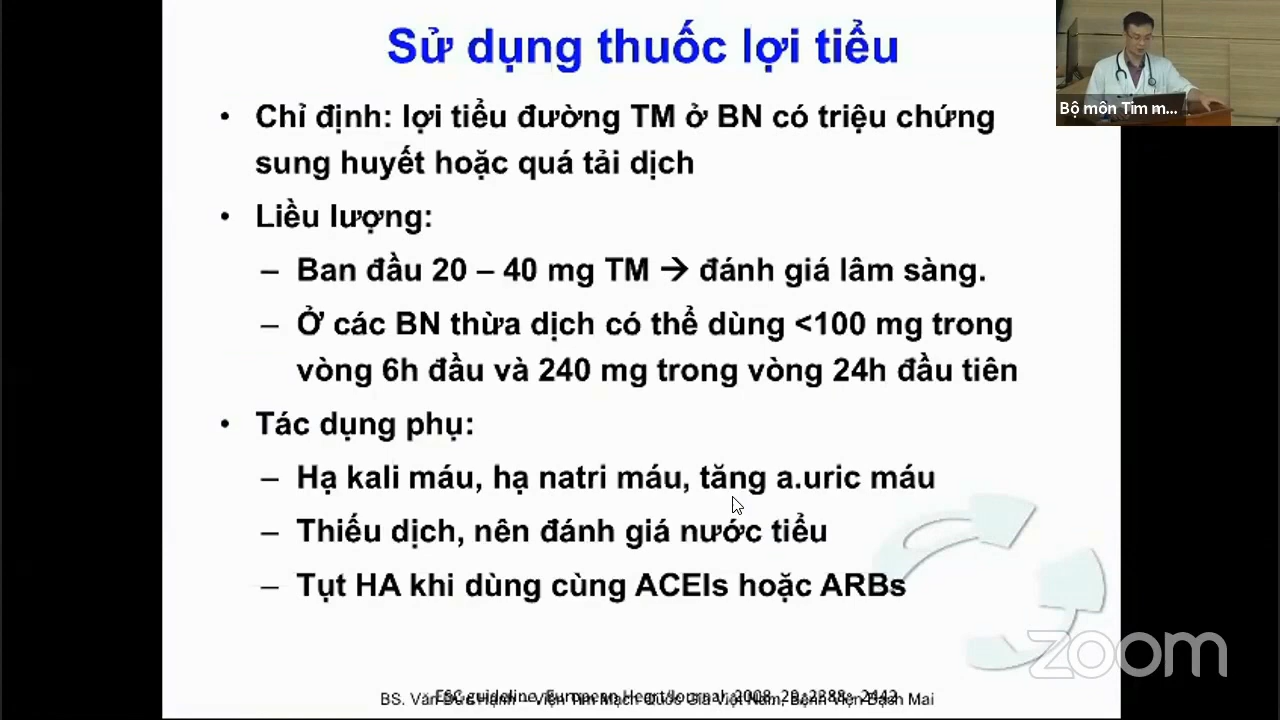 Sử dụng thuốc lợi tiểu
Bộ môn Tim m...
• Chỉ định: lợi tiểu đường TM ở BN có triệu chứng
sung huyết hoặc quá tải dịch
• Liều lượng:
– Ban đầu 20 – 40 mg TM → đánh giá lâm sàng.
– Ở các BN thừa dịch có thể dùng <100 mg trong
vòng 6h đầu và 240 mg trong vòng 24h đầu tiên
• Tác dụng phụ:
– Hạ kali máu, hạ natri máu, tăng a.uric máu
– Thiếu dịch, nên đánh giá nước tiểu
– Tụt HA khi dùng cùng ACEIs hoặc ARBs
zoom
ESC guideline. European Heart Journal, 2008, 29:2388-2442
BS. Văn Đức Hạnh – Viện Tim Mạch Quốc Gia Việt Nam, Bệnh Viện Bạch Mai